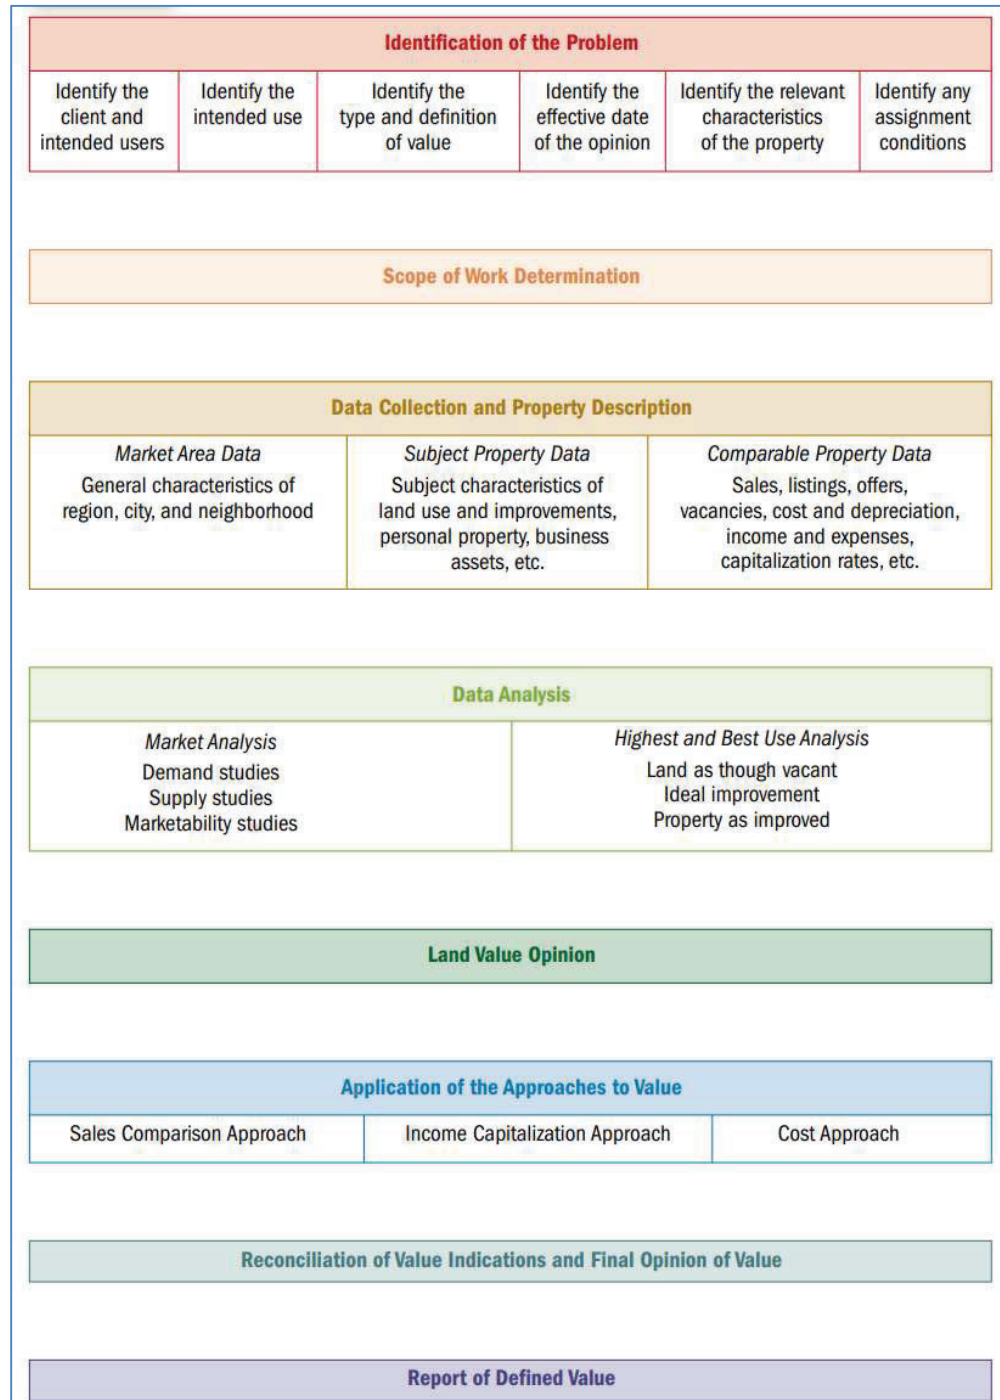 Identification of the Problem
Identify the
client and
intended users
Identify the
intended use
Identify the
type and definition
of value
Identify the
effective date
of the opinion
Identify the relevant
characteristics
of the property
Identify any
assignment
conditions
Scope of Work Determination
Data Collection and Property Description
Market Area Data
General characteristics of
region, city, and neighborhood
Subject Property Data
Subject characteristics of
land use and improvements,
personal property, business
assets, etc.
Comparable Property Data
Sales, listings, offers,
vacancies, cost and depreciation,
income and expenses,
capitalization rates, etc.
Data Analysis
Market Analysis
Demand studies
Supply studies
Marketability studies
Highest and Best Use Analysis
Land as though vacant
Ideal improvement
Property as improved
Land Value Opinion
Application of the Approaches to Value
Sales Comparison Approach
Income Capitalization Approach
Cost Approach
Reconciliation of Value Indications and Final Opinion of Value
Report of Defined Value